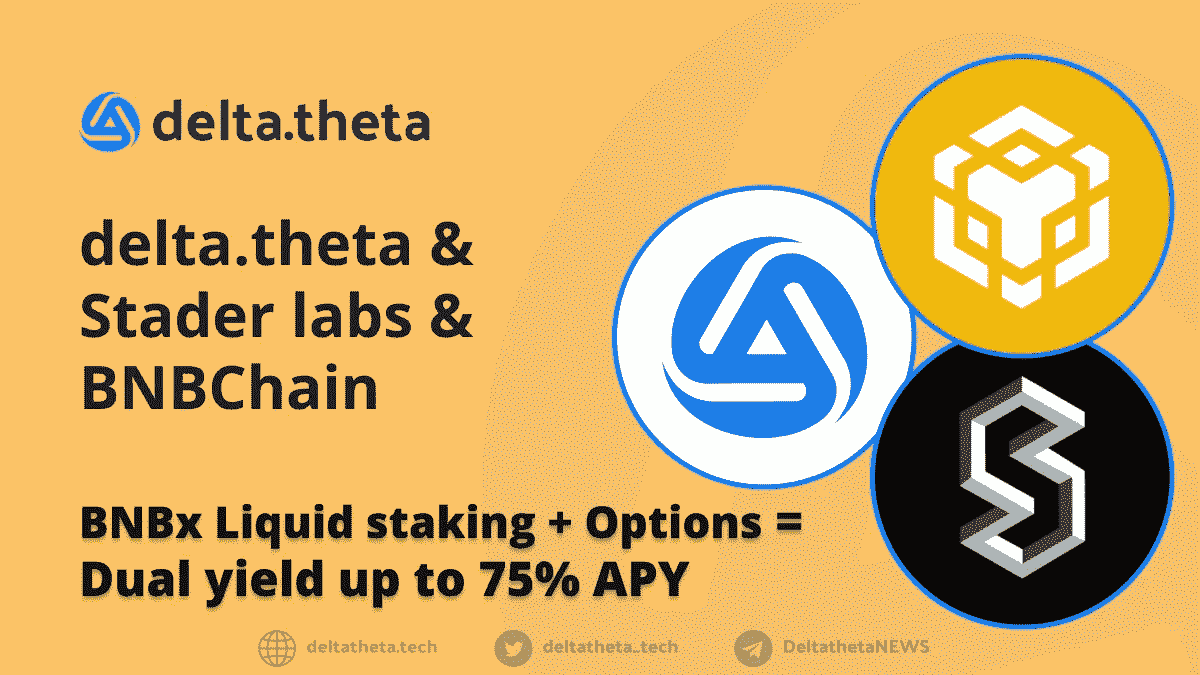 delta.theta
delta.theta &
Stader labs &
BNBChain
BNBx Liquid staking + Options =
Dual yield up to 75% APY
deltatheta.tech
deltatheta_tech
DeltathetaNEWS